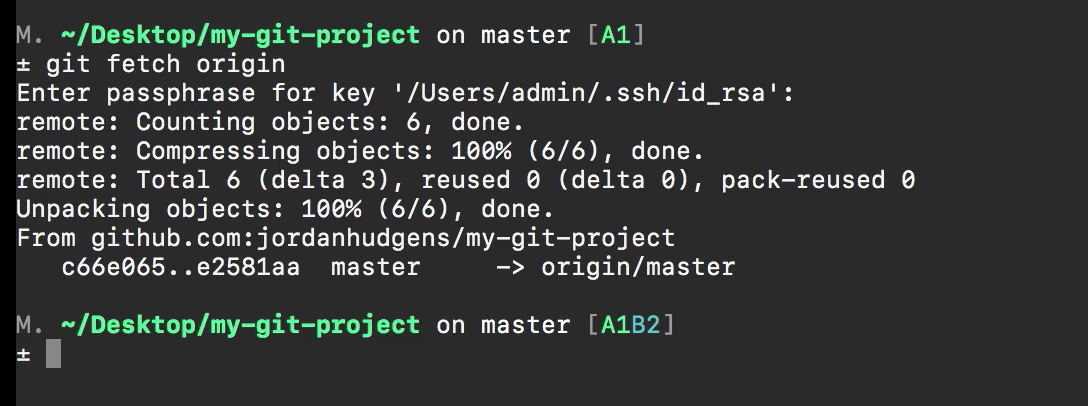 M. ~/Desktop/my-git-project on master [A1]
± git fetch origin
Enter passphrase for key '/Users/admin/.ssh/id_rsa':
remote: Counting objects: 6, done.
remote: Compressing objects: 100% (6/6), done.
remote: Total 6 (delta 3), reused 0 (delta 0), pack-reused 0
Unpacking objects: 100% (6/6), done.
From github.com:jordanhudgens/my-git-project
   c66e065..e2581aa  master     -> origin/master
M. ~/Desktop/my-git-project on master [A1B2]
±